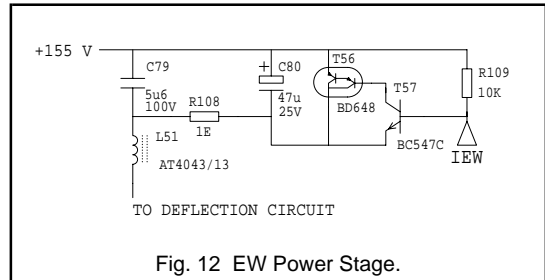 +155 V
C79
5u6
100V
R108
1E
L51
AT4043/13
+
C80
47u
25V
T56
BD648
T57
BC547C
R109
10K
IEW
TO DEFLECTION CIRCUIT
Fig. 12 EW Power Stage.